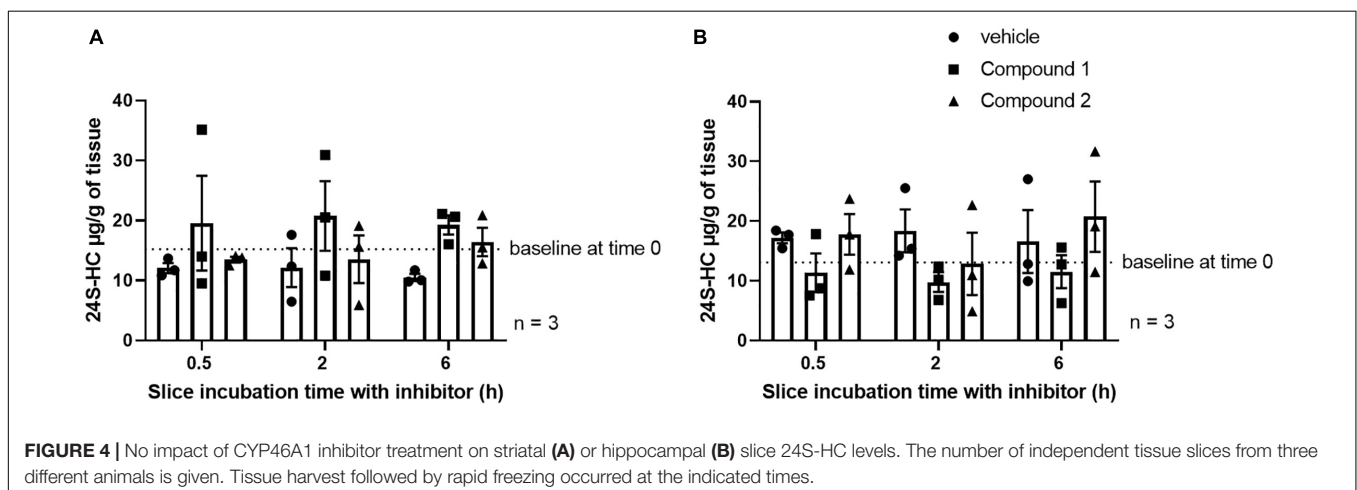 A
40
30
20
10
0
24S-HC µg/g of tissue
baseline at time 0
n = 3
0.5 2 6
Slice incubation time with inhibitor (h)
B
vehicle
Compound 1
Compound 2
40
30
20
10
0
24S-HC µg/g of tissue
baseline at time 0
n = 3
0.5 2 6
Slice incubation time with inhibitor (h)
FIGURE 4 | No impact of CYP46A1 inhibitor treatment on striatal (A) or hippocampal (B) slice 24S-HC levels. The number of independent tissue slices from three
different animals is given. Tissue harvest followed by rapid freezing occurred at the indicated times.